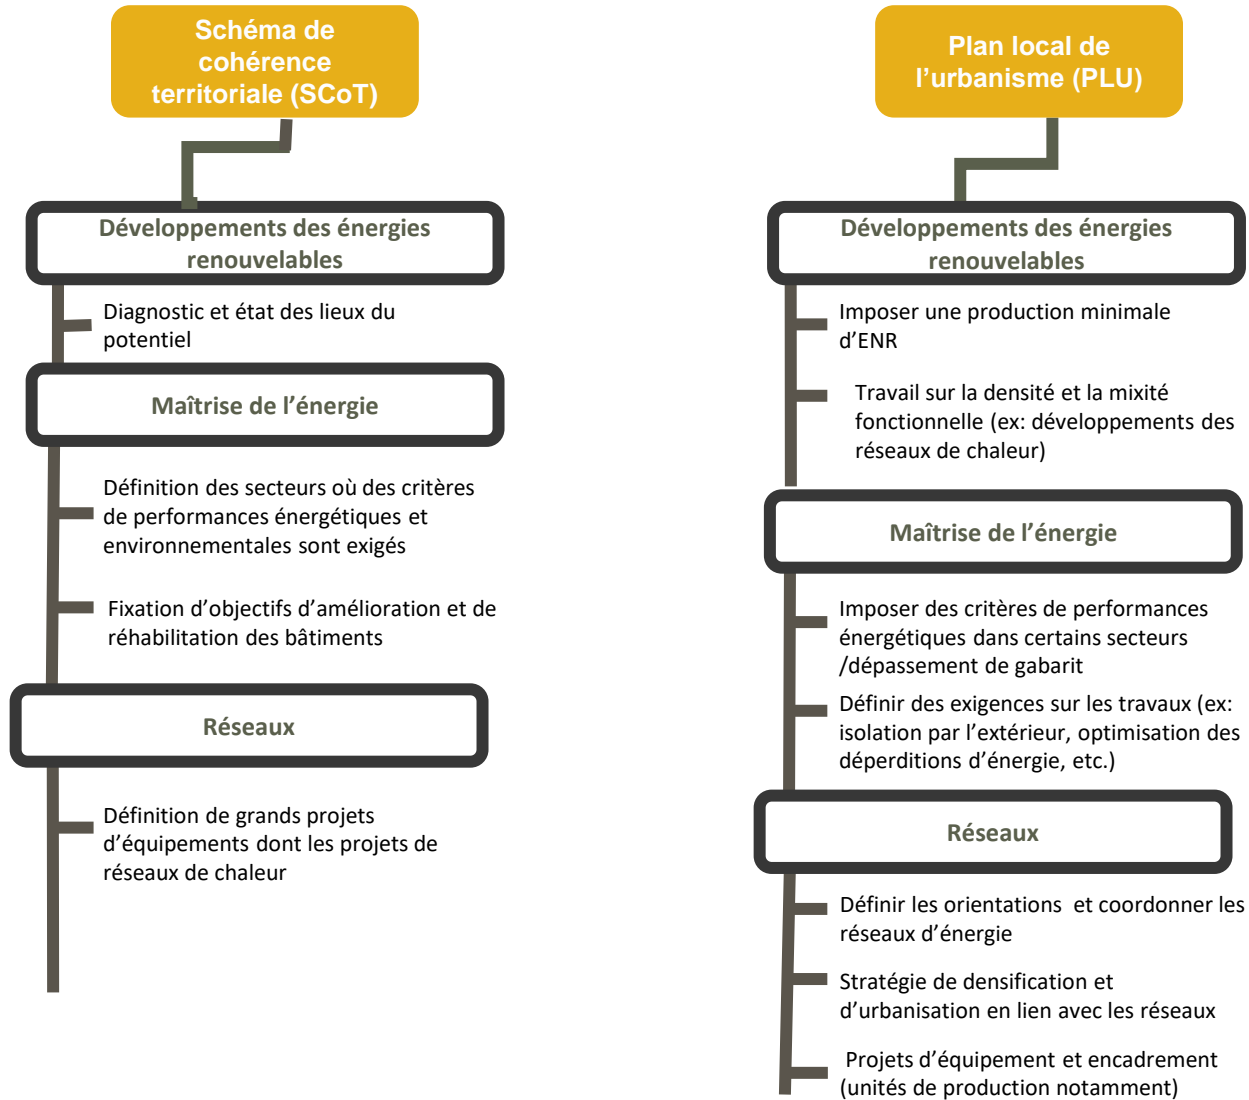 Schéma de
cohérence
territoriale (SCoT)
Développements des énergies
renouvelables
Diagnostic et état des lieux du
potentiel
Maîtrise de l’énergie
Définition des secteurs où des critères
de performances énergétiques et
environnementales sont exigés
Fixation d’objectifs d’amélioration et de
réhabilitation des bâtiments
Réseaux
Définition de grands projets
d’équipements dont les projets de
réseaux de chaleur
Plan local de
l’urbanisme (PLU)
Développements des énergies
renouvelables
Imposer une production minimale
d’ENR
Travail sur la densité et la mixité
fonctionnelle (ex: développements des
réseaux de chaleur)
Maîtrise de l’énergie
Imposer des critères de performances
énergétiques dans certains secteurs
/dépassement de gabarit
Définir des exigences sur les travaux (ex:
isolation par l’extérieur, optimisation des
déperditions d’énergie, etc.)
Réseaux
Définir les orientations et coordonner les
réseaux d’énergie
Stratégie de densification et
d’urbanisation en lien avec les réseaux
Projets d’équipement et encadrement
(unités de production notamment)